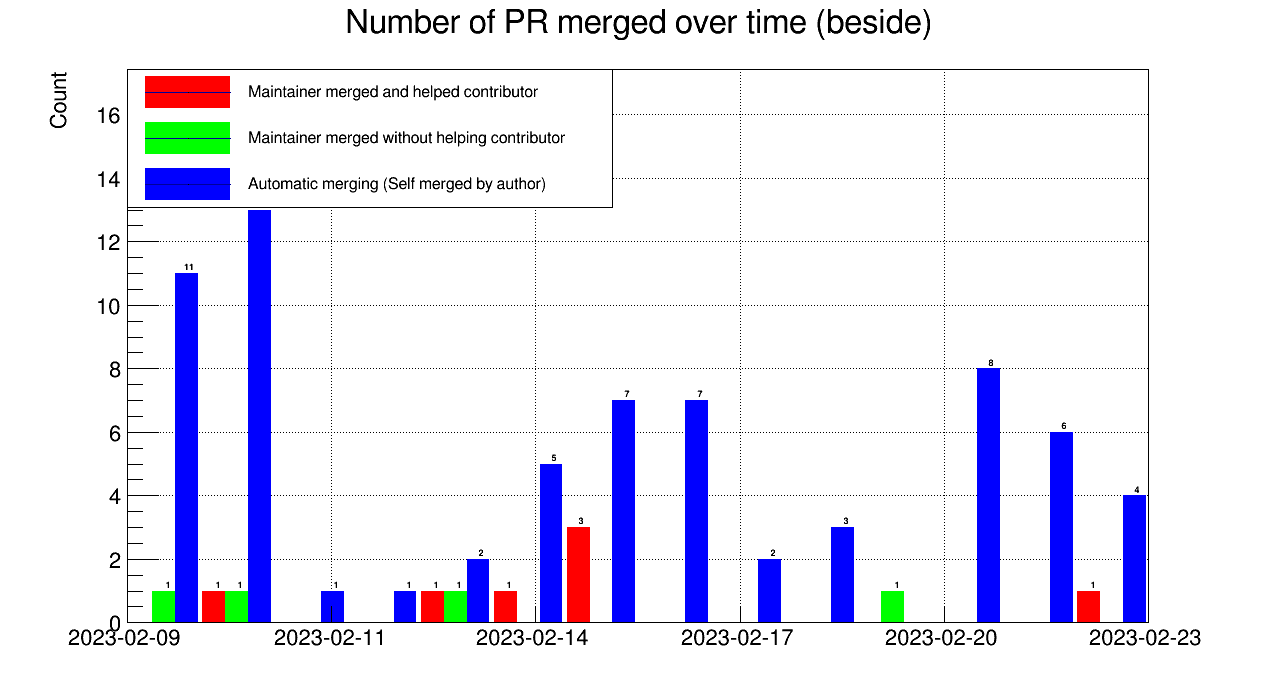 Number of PR merged over time (beside)
Count
Maintainer merged and helped contributor
Maintainer merged without helping contributor
Automatic merging (Self merged by author)
16
14
12
10
8
6
4
2
0
1 11 1 1 1 1 1 1 2 1 5 3 7 7 2 3 1 8 6 1 4
2023-02-09 2023-02-11 2023-02-14 2023-02-17 2023-02-20 2023-02-23